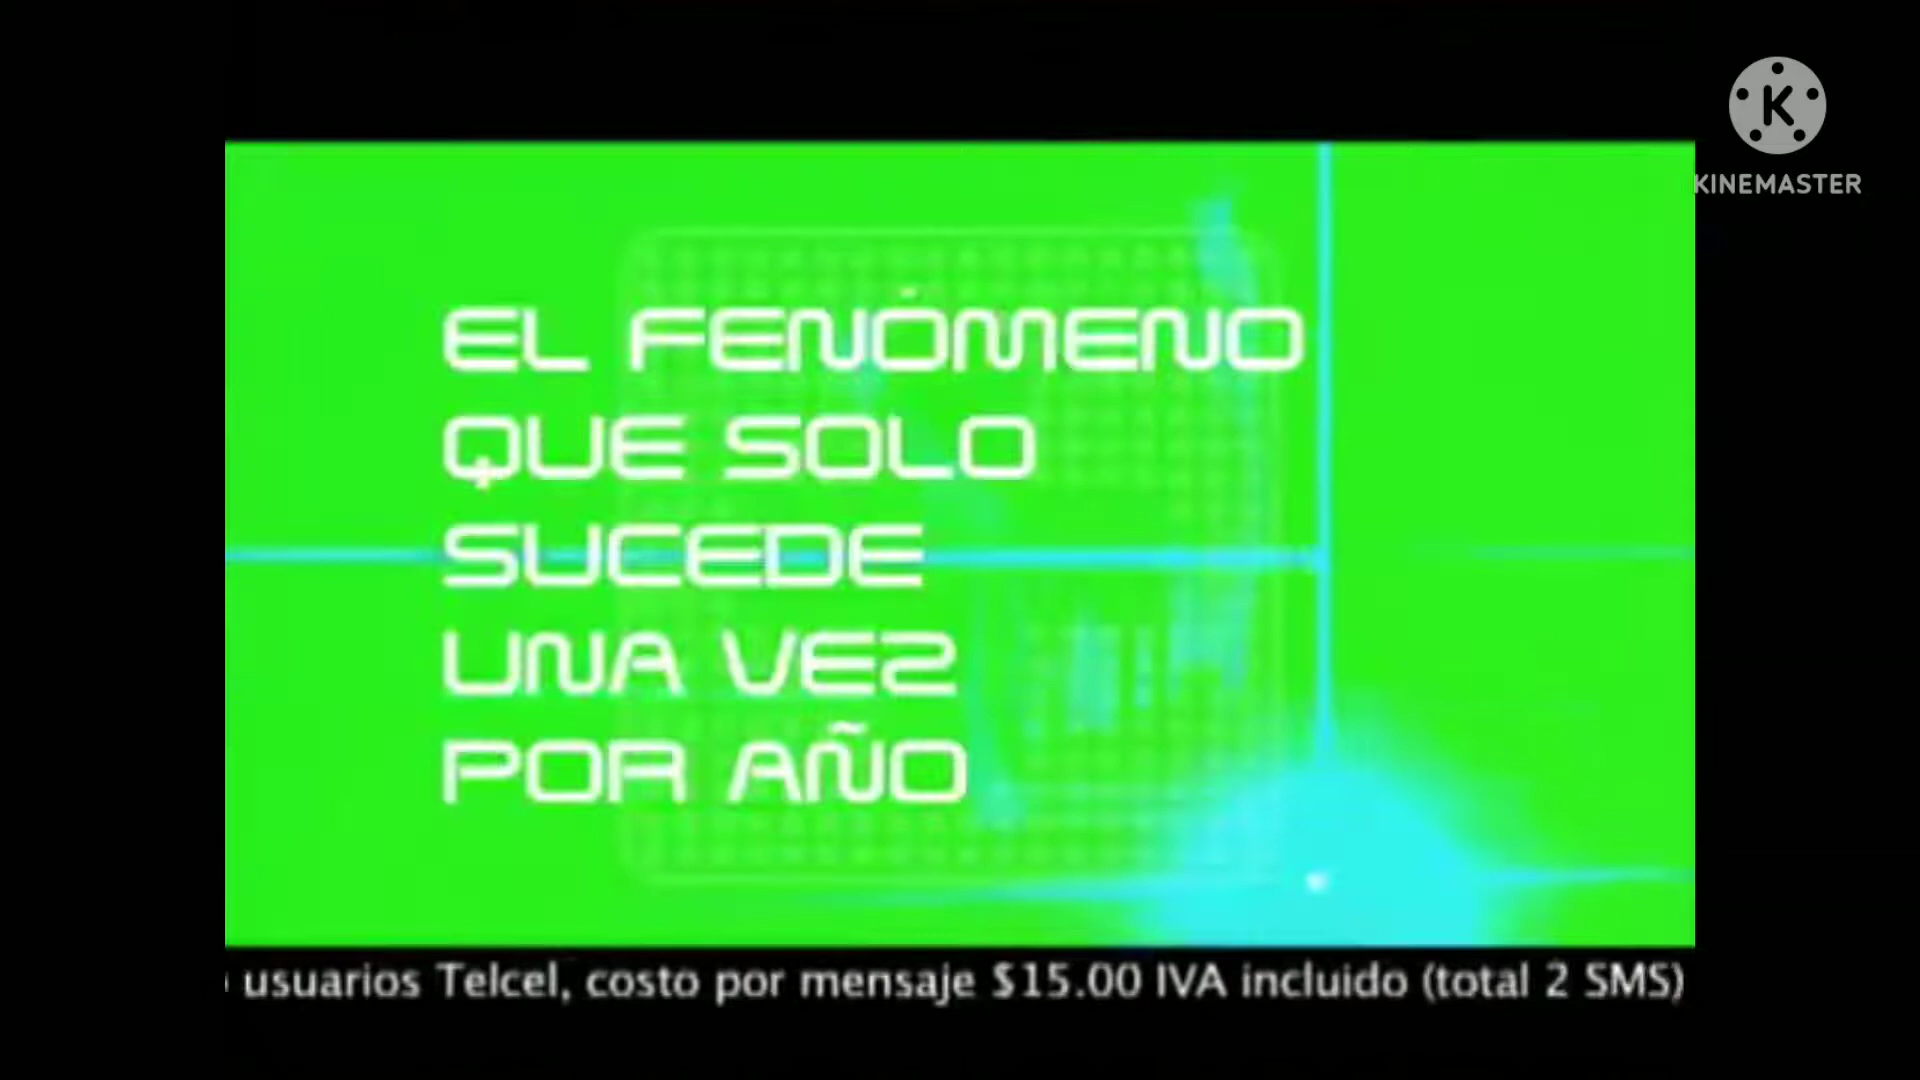 K
KINEMASTER
EL FENÓMENO
QUE SOLO
SUCEDE
UNA VEZ
POR AÑO
usuarios Telcel, costo por mensaje $15.00 IVA incluido (total 2 SMS)